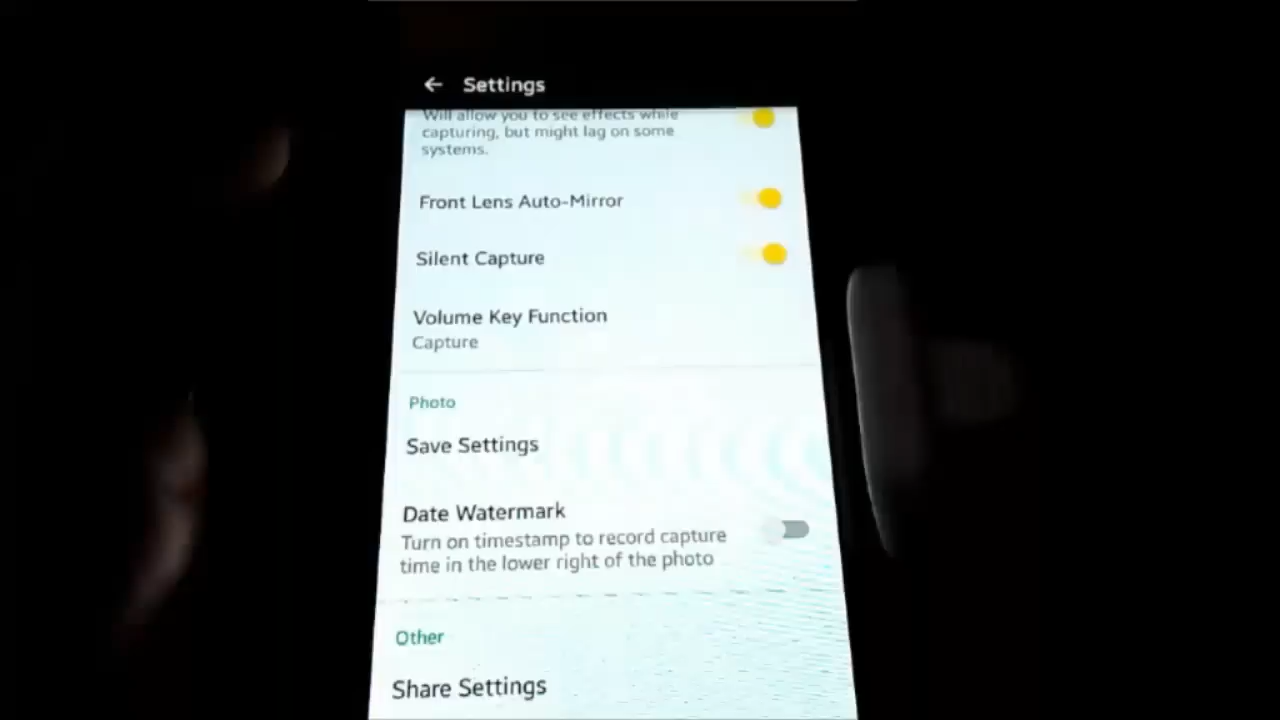 Settings
Will allow you to see effects while
capturing, but might lag on some
systems.
Front Lens Auto-Mirror
Silent Capture
Volume Key Function
Capture
Photo
Save Settings
Date Watermark
Turn on timestamp to record capture
time in the lower right of the photo
Other
Share Settings